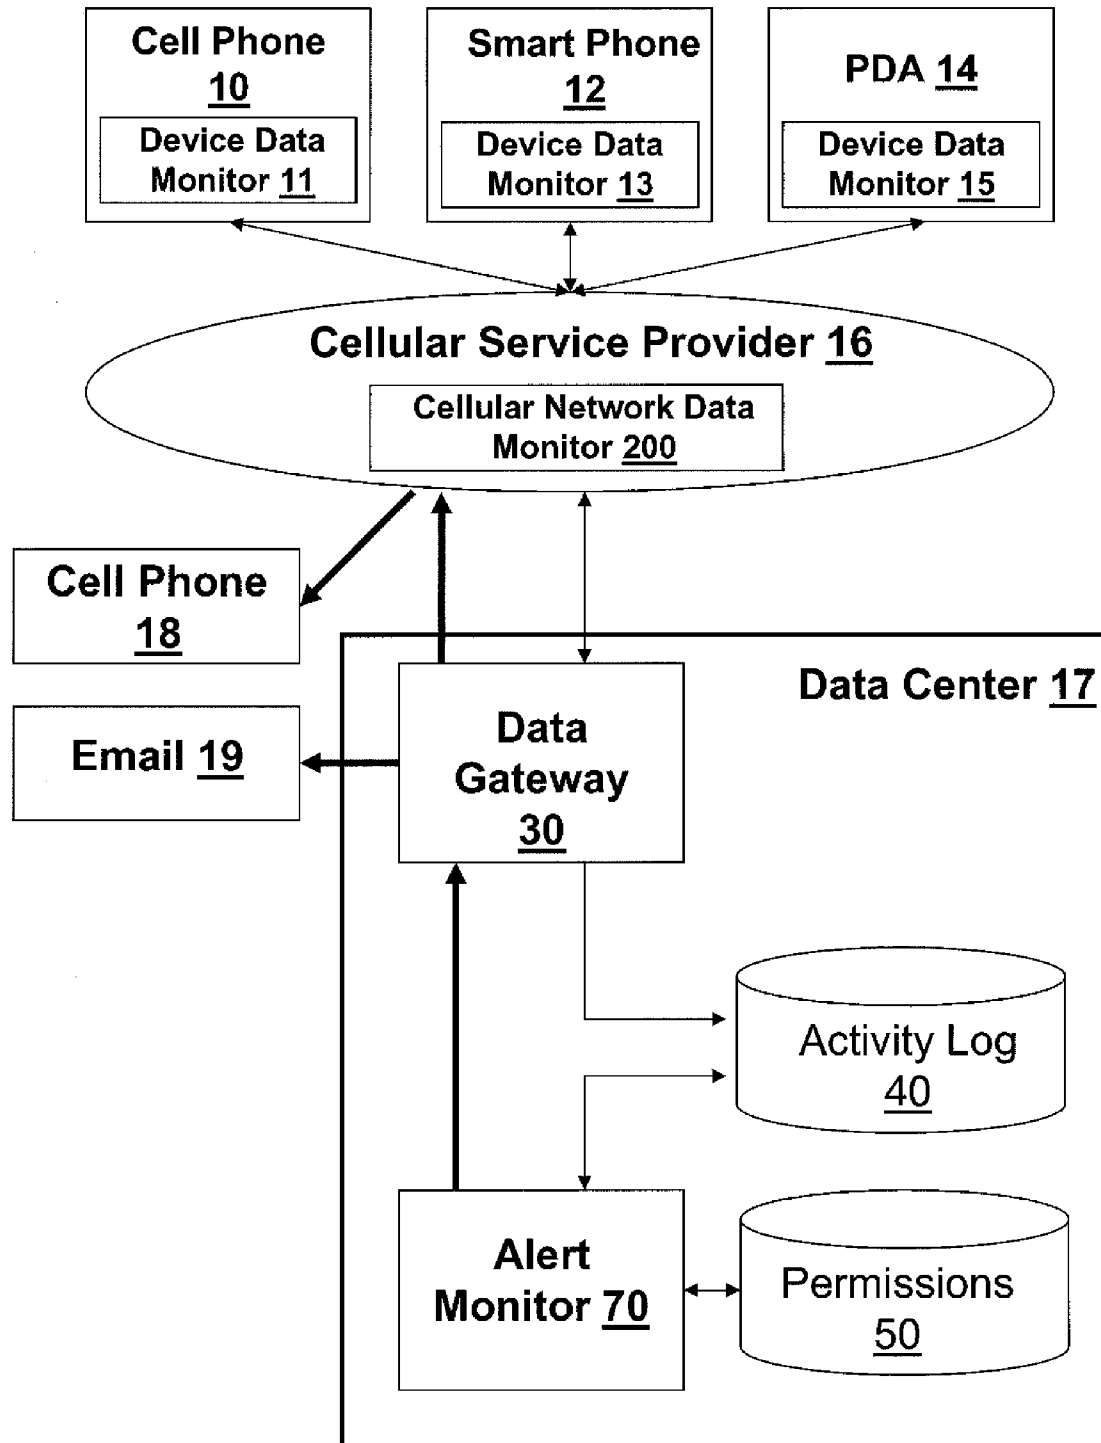 Cell Phone
10
Device Data
Monitor 11
Smart Phone
12
Device Data
Monitor 13
PDA 14
Device Data
Monitor 15
Cellular Service Provider 16
Cellular Network Data
Monitor 200
Cell Phone
18
Data Center 17
Email 19
Data
Gateway
30
Activity Log
40
Alert
Monitor 70
Permissions
50